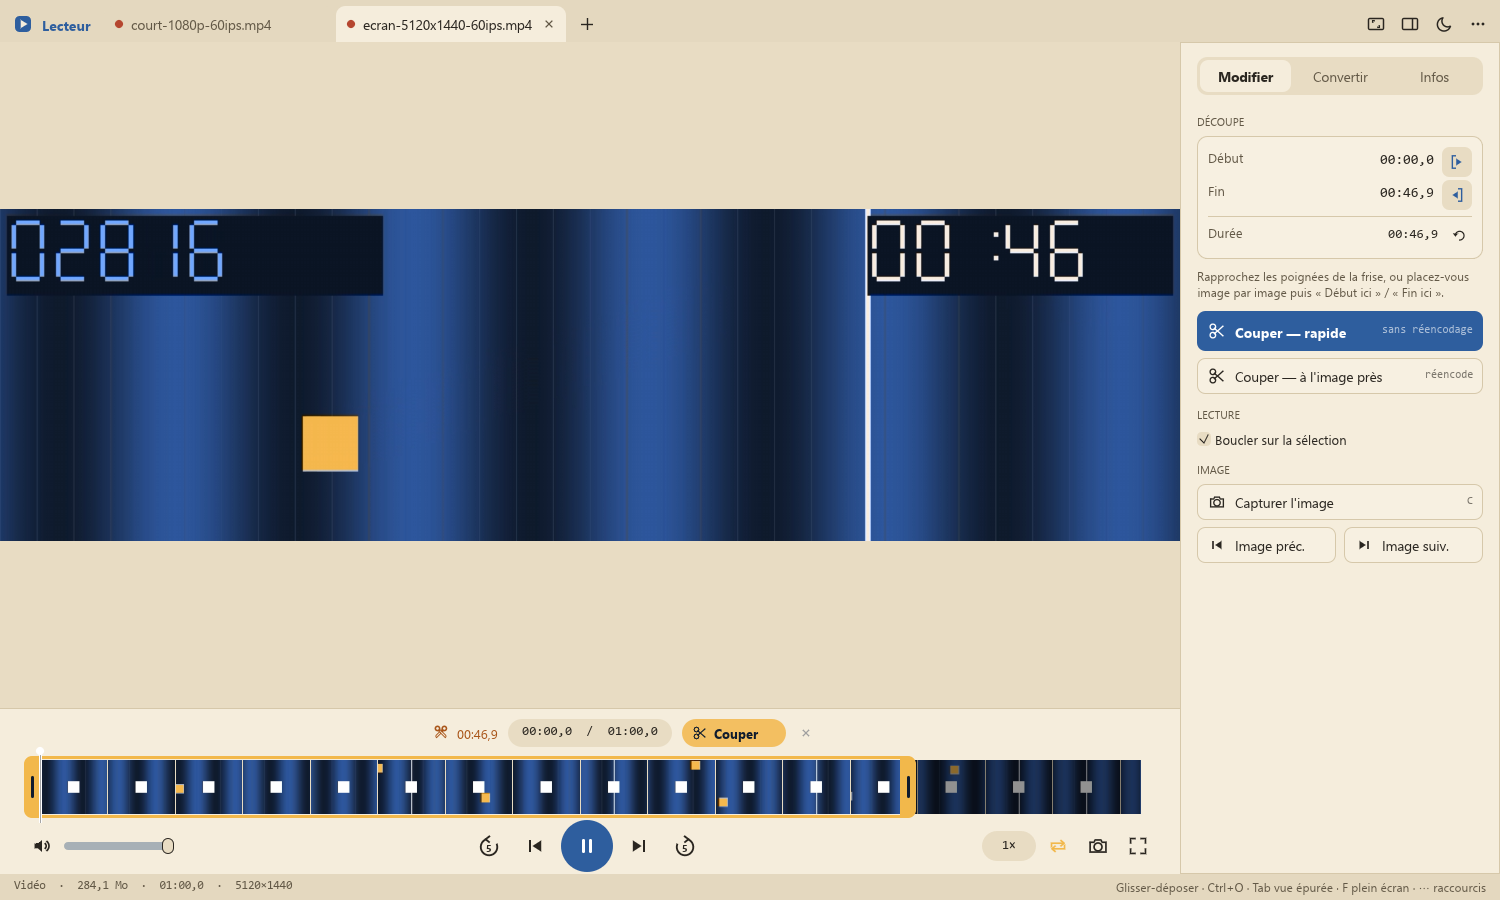 Lecteur
court-1080p-60ips.mp4
ecran-5120x1440-60ips.mp4
02816
00:46
Modifier
Convertir
Infos
DÉCOUPE
Début
00:00,0
Fin
00:46,9
Durée
00:46,9
Rapprochez les poignées de la frise, ou placez-vous
image par image puis « Début ici » / « Fin ici ».
Couper — rapide
sans réencodage
Couper — à l'image près
réencode
LECTURE
Boucler sur la sélection
IMAGE
Capturer l'image
C
Image préc.
Image suiv.
00:46,9
00:00,0 / 01:00,0
Couper
5
5
1×
Vidéo · 284,1 Mo · 01:00,0 · 5120×1440
Glisser-déposer · Ctrl+O · Tab vue épurée · F plein écran · ··· raccourcis